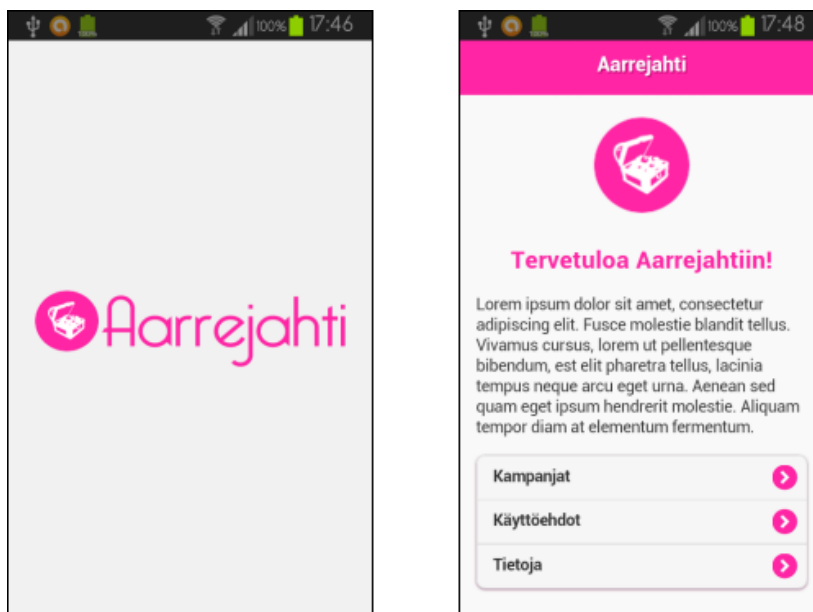 100% 100% 17:46
Aarrejahti
100% 100% 17:48
Aarrejahti
Tervetuloa Aarrejahtiin!
Lorem ipsum dolor sit amet, consectetur
adipiscing elit. Fusce molestie blandit tellus.
Vivamus cursus, lorem ut pellentesque
bibendum, est elit pharetra tellus, lacinia
tempus neque arcu eget urna. Aenean sed
quam eget ipsum hendrerit molestie. Aliquam
tempor diam at elementum fermentum.
Kampanjat
Käyttöehdot
Tietoja